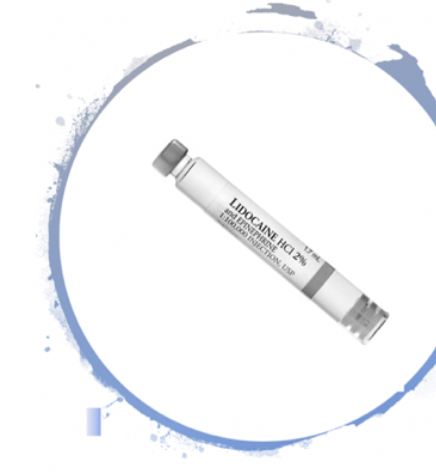 LIDOCAINE HCl 2%
and EPINEPHRINE
1:100,000 INJECTION, USP
1.7 mL